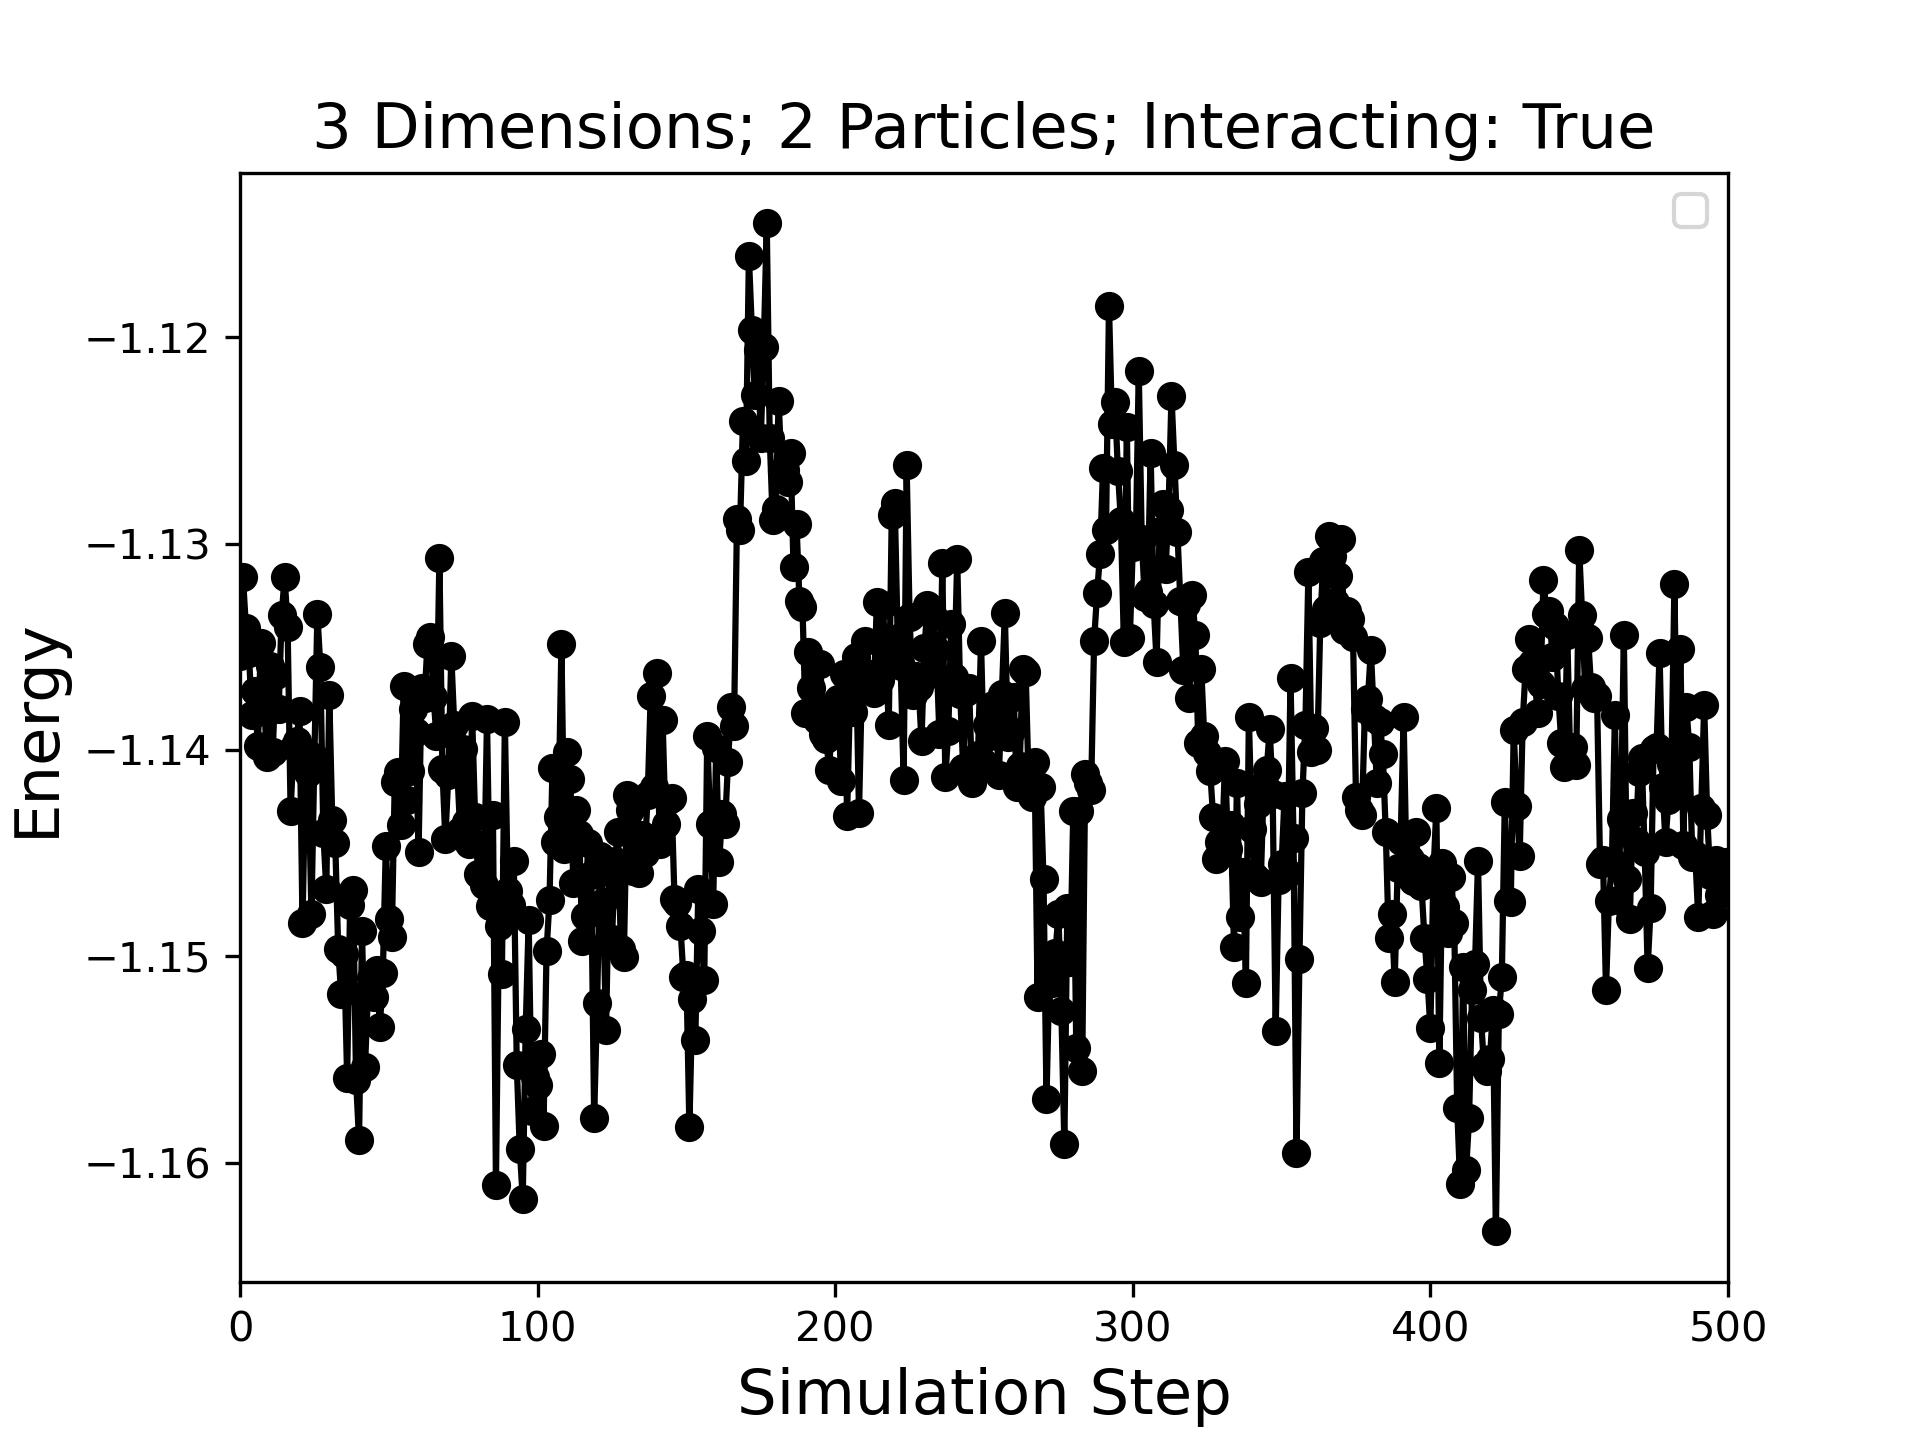 3 Dimensions; 2 Particles; Interacting: True
Energy
−1.12
−1.13
−1.14
−1.15
−1.16
0 100 200 300 400 500
Simulation Step